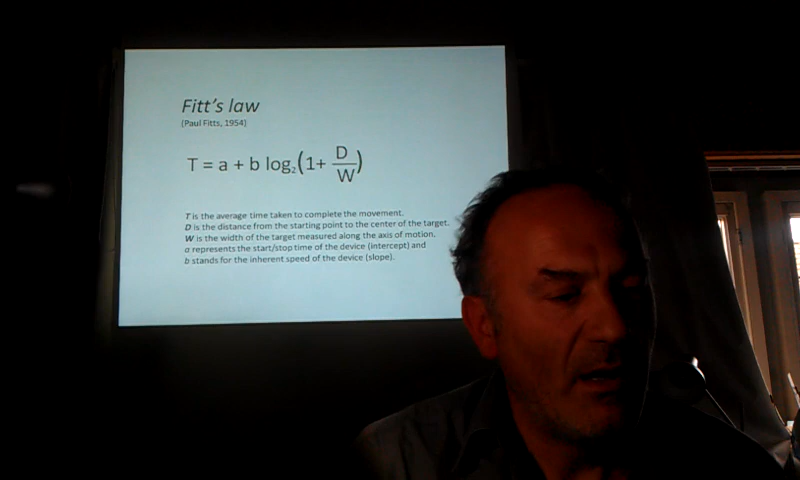 Fitt's law
(Paul Fitts, 1954)
T = a + b log₂(1+ D/W)
T is the average time taken to complete the movement.
D is the distance from the starting point to the center of the target.
W is the width of the target measured along the axis of motion.
a represents the start/stop time of the device (intercept) and
b stands for the inherent speed of the device (slope).